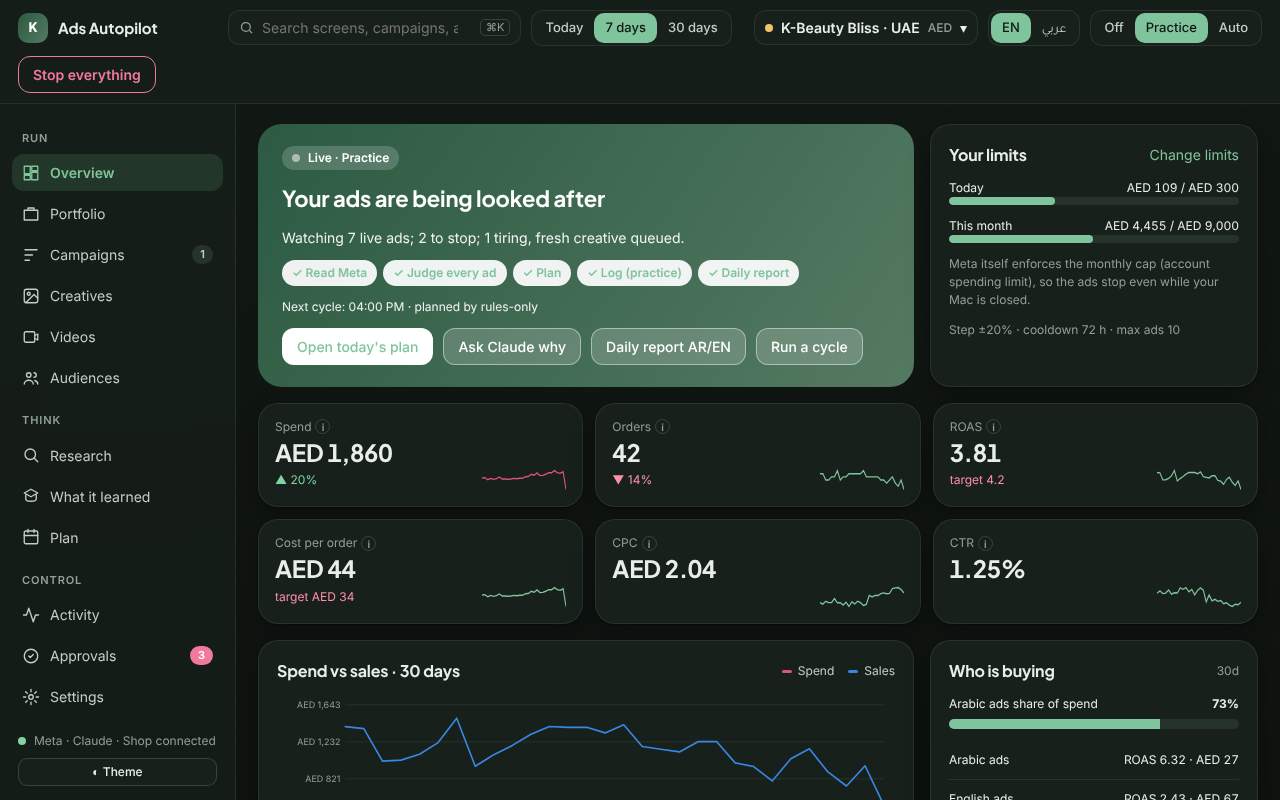 K Ads Autopilot
Search screens, campaigns, ⌘K
Today 7 days 30 days
K-Beauty Bliss · UAE AED ▾
EN عربي
Off Practice Auto
Stop everything
RUN
Overview
Portfolio
Campaigns 1
Creatives
Videos
Audiences
THINK
Research
What it learned
Plan
CONTROL
Activity
Approvals 3
Settings
Meta · Claude · Shop connected
Theme
Live · Practice
Your ads are being looked after
Watching 7 live ads; 2 to stop; 1 tiring, fresh creative queued.
✓ Read Meta ✓ Judge every ad ✓ Plan ✓ Log (practice) ✓ Daily report
Next cycle: 04:00 PM · planned by rules-only
Open today's plan Ask Claude why Daily report AR/EN Run a cycle
Your limits Change limits
Today AED 109 / AED 300
This month AED 4,455 / AED 9,000
Meta itself enforces the monthly cap (account
spending limit), so the ads stop even while your
Mac is closed.
Step ±20% · cooldown 72 h · max ads 10
Spend i
AED 1,860
▲ 20%
Orders i
42
▼ 14%
ROAS i
3.81
target 4.2
Cost per order i
AED 44
target AED 34
CPC i
AED 2.04
CTR i
1.25%
Spend vs sales · 30 days Spend Sales
AED 1,643
AED 1,232
AED 821
Who is buying 30d
Arabic ads share of spend 73%
Arabic ads ROAS 6.32 · AED 27
English ads ROAS 2.43 · AED 67